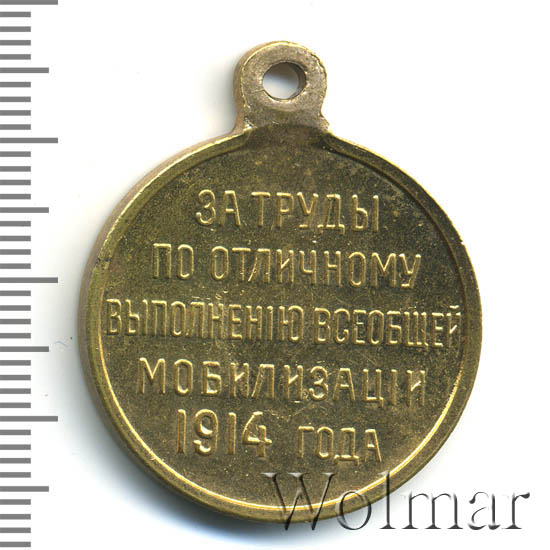 ЗА ТРУДЫ
ПО ОТЛИЧНОМУ
ВЫПОЛНЕНІЮ ВСЕОБЩЕЙ
МОБИЛИЗАЦІИ
1914 ГОДА
Wolmar